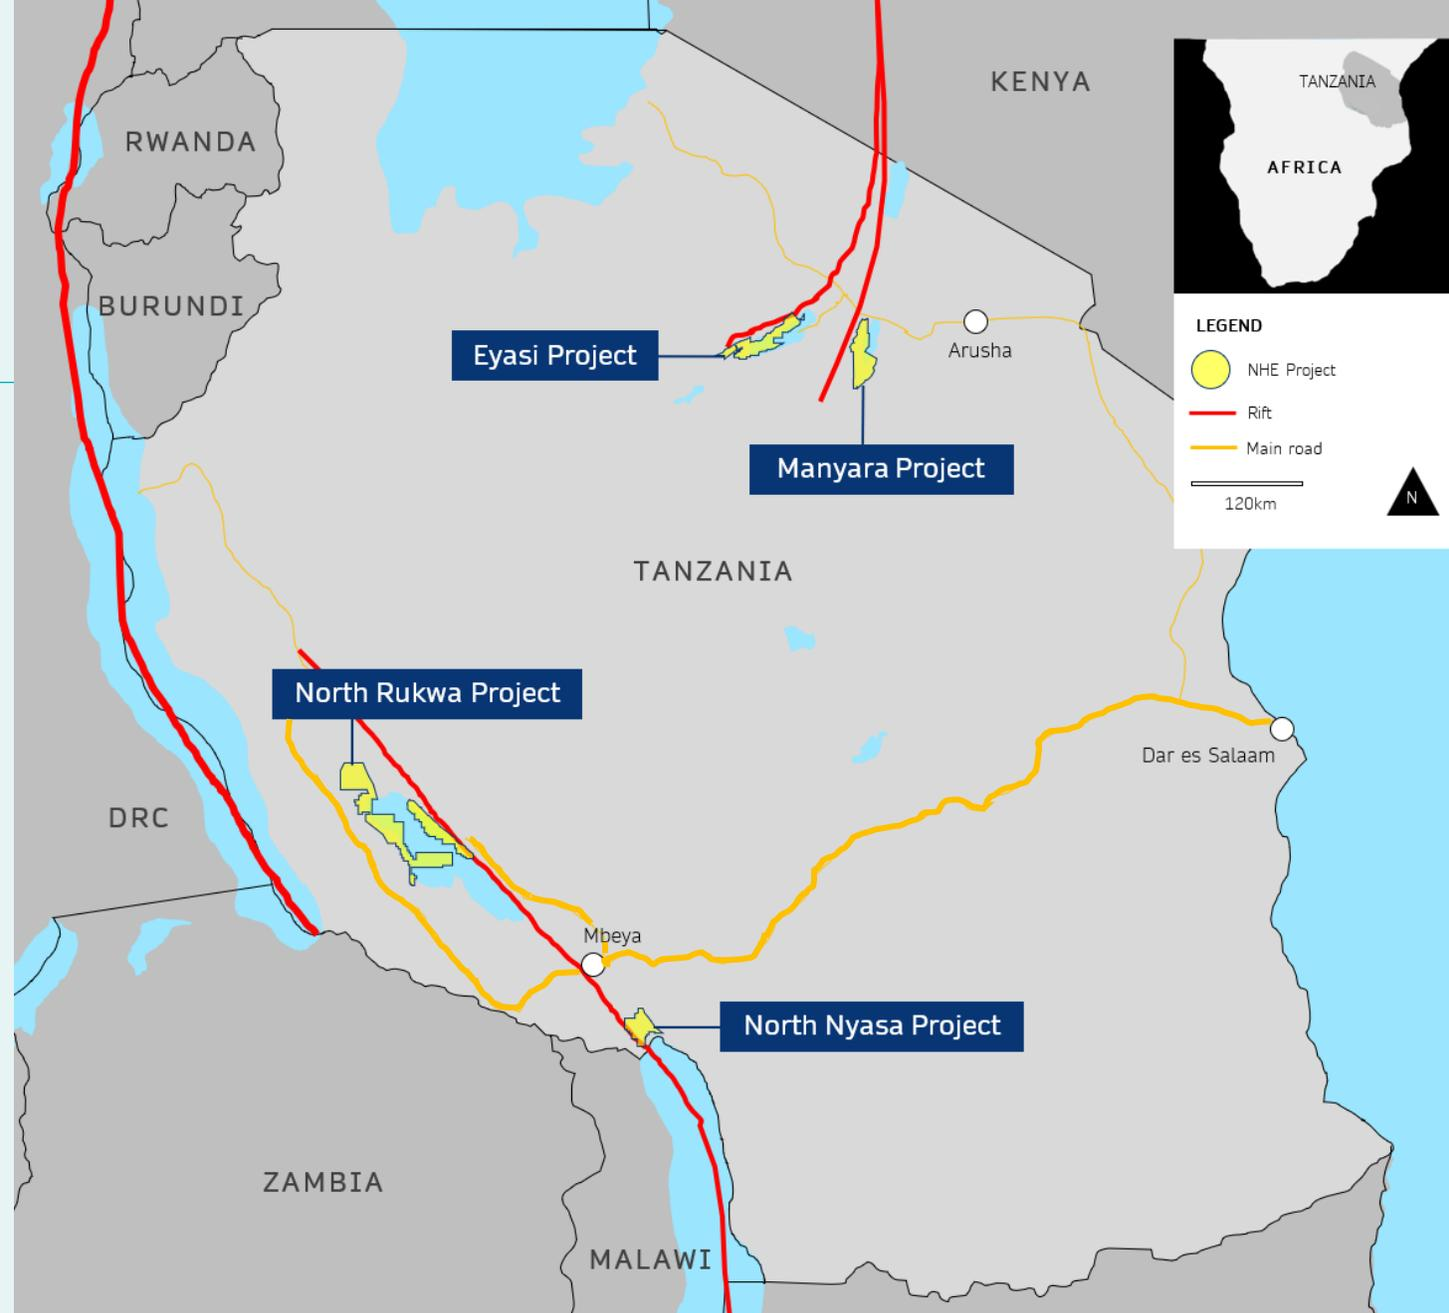 KENYA
TANZANIA
RWANDA
AFRICA
BURUNDI
LEGEND
Eyasi Project
Arusha
NHE Project
Rift
Main road
Manyara Project
120km
N
TANZANIA
North Rukwa Project
Dar es Salaam
DRC
Mbeya
North Nyasa Project
ZAMBIA
MALAWI